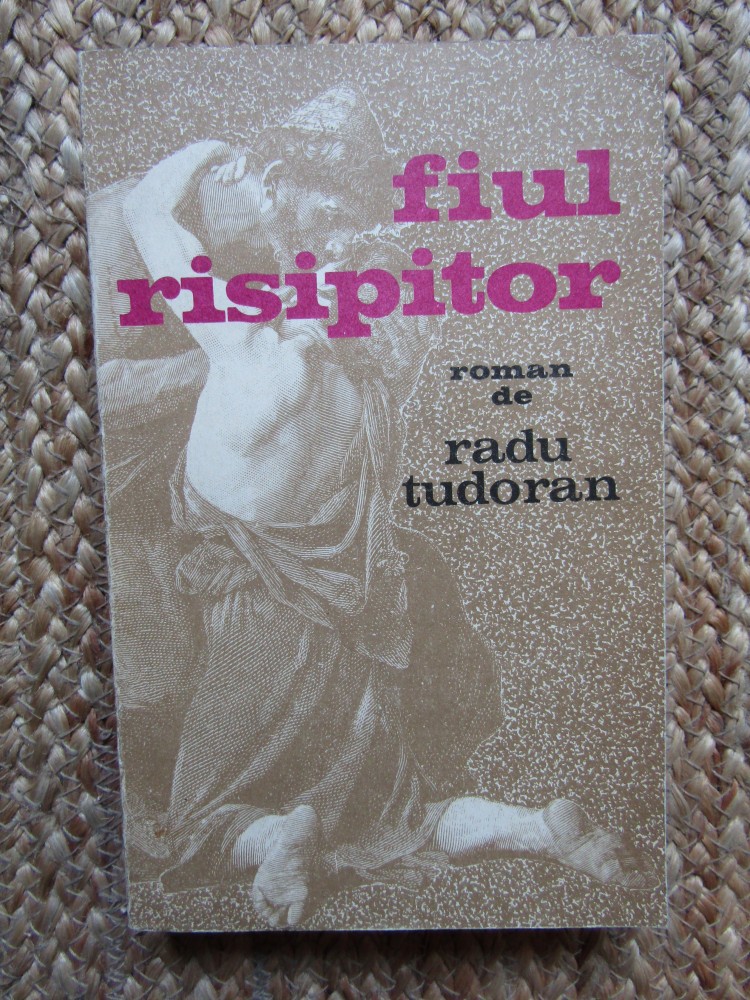 fiul
risipitor
roman
de
radu
tudoran